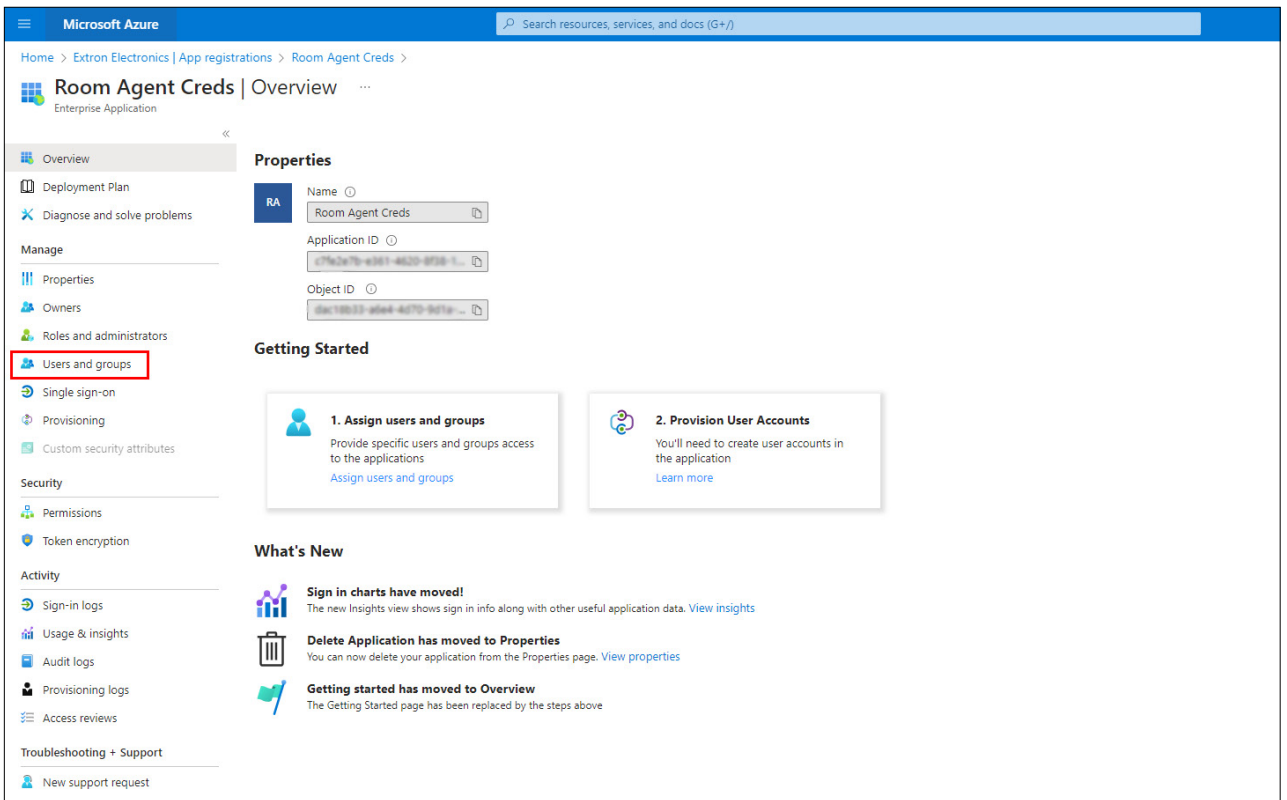 Microsoft Azure
Search resources, services, and docs (G+/)
Home > Extron Electronics | App registrations > Room Agent Creds >
Room Agent Creds | Overview ...
Enterprise Application
«
Overview
Deployment Plan
Diagnose and solve problems
Manage
Properties
Owners
Roles and administrators
Users and groups
Single sign-on
Provisioning
Custom security attributes
Security
Permissions
Token encryption
Activity
Sign-in logs
Usage & insights
Audit logs
Provisioning logs
Access reviews
Troubleshooting + Support
New support request
Properties
RA
Name
Room Agent Creds
Application ID
Object ID
Getting Started
1. Assign users and groups
Provide specific users and groups access
to the applications
Assign users and groups
2. Provision User Accounts
You'll need to create user accounts in
the application
Learn more
What's New
Sign in charts have moved!
The new Insights view shows sign in info along with other useful application data. View insights
Delete Application has moved to Properties
You can now delete your application from the Properties page. View properties
Getting started has moved to Overview
The Getting Started page has been replaced by the steps above